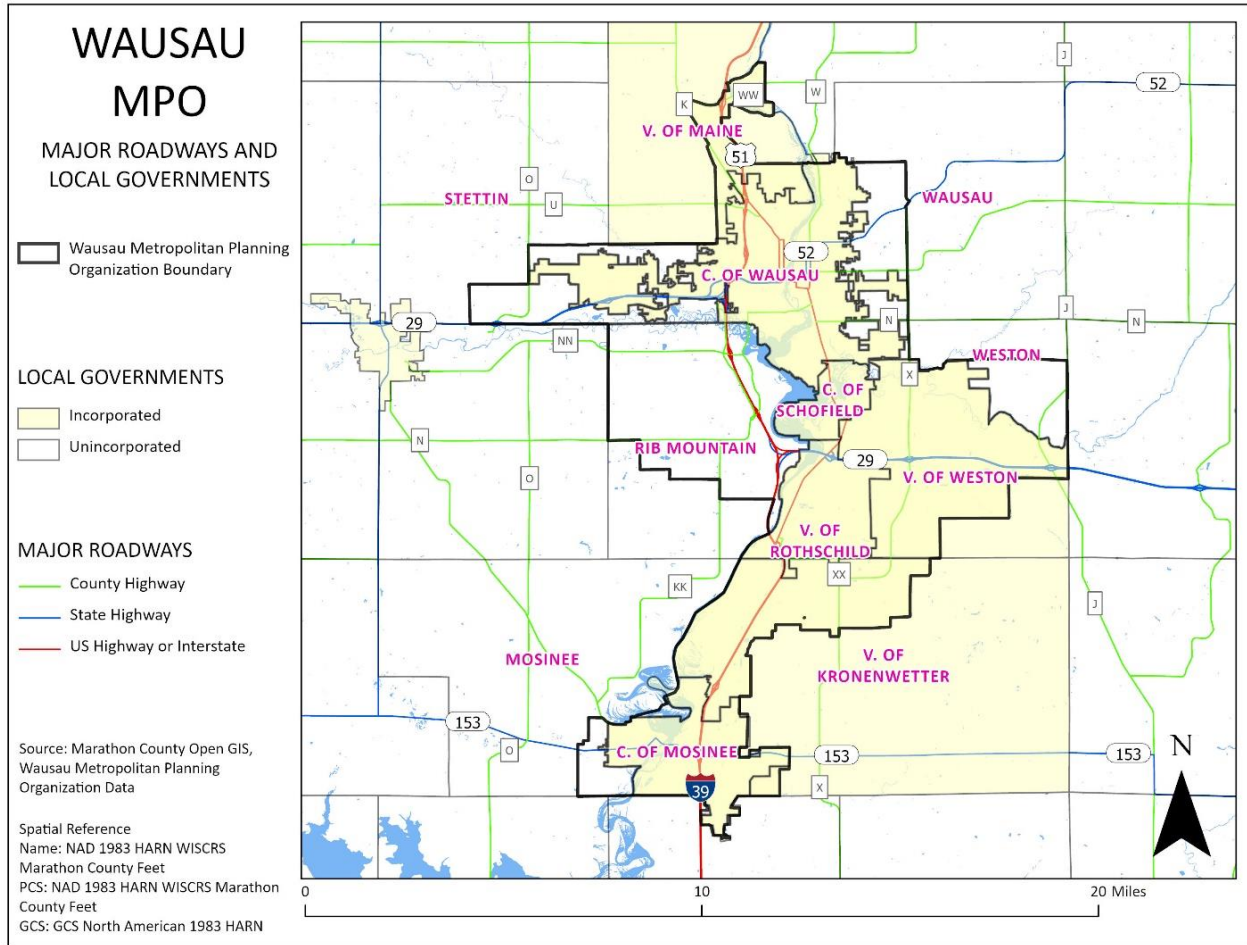 WAUSAU
MPO
MAJOR ROADWAYS AND
LOCAL GOVERNMENTS
Wausau Metropolitan Planning
Organization Boundary
LOCAL GOVERNMENTS
Incorporated
Unincorporated
MAJOR ROADWAYS
County Highway
State Highway
US Highway or Interstate
Source: Marathon County Open GIS,
Wausau Metropolitan Planning
Organization Data
Spatial Reference
Name: NAD 1983 HARN WISCRS
Marathon County Feet
PCS: NAD 1983 HARN WISCRS Marathon
County Feet
GCS: GCS North American 1983 HARN
J
52
K
WW
W
V. OF MAINE
51
O
STETTIN
U
WAUSAU
52
C. OF WAUSAU
J
29
N
N
NN
WESTON
X
C. OF
SCHOFIELD
N
RIB MOUNTAIN
29
O
V. OF WESTON
V. OF
ROTHSCHILD
XX
KK
J
MOSINEE
V. OF
KRONENWETTER
153
O
C. OF MOSINEE
153
153
39
X
N
0
10
20 Miles